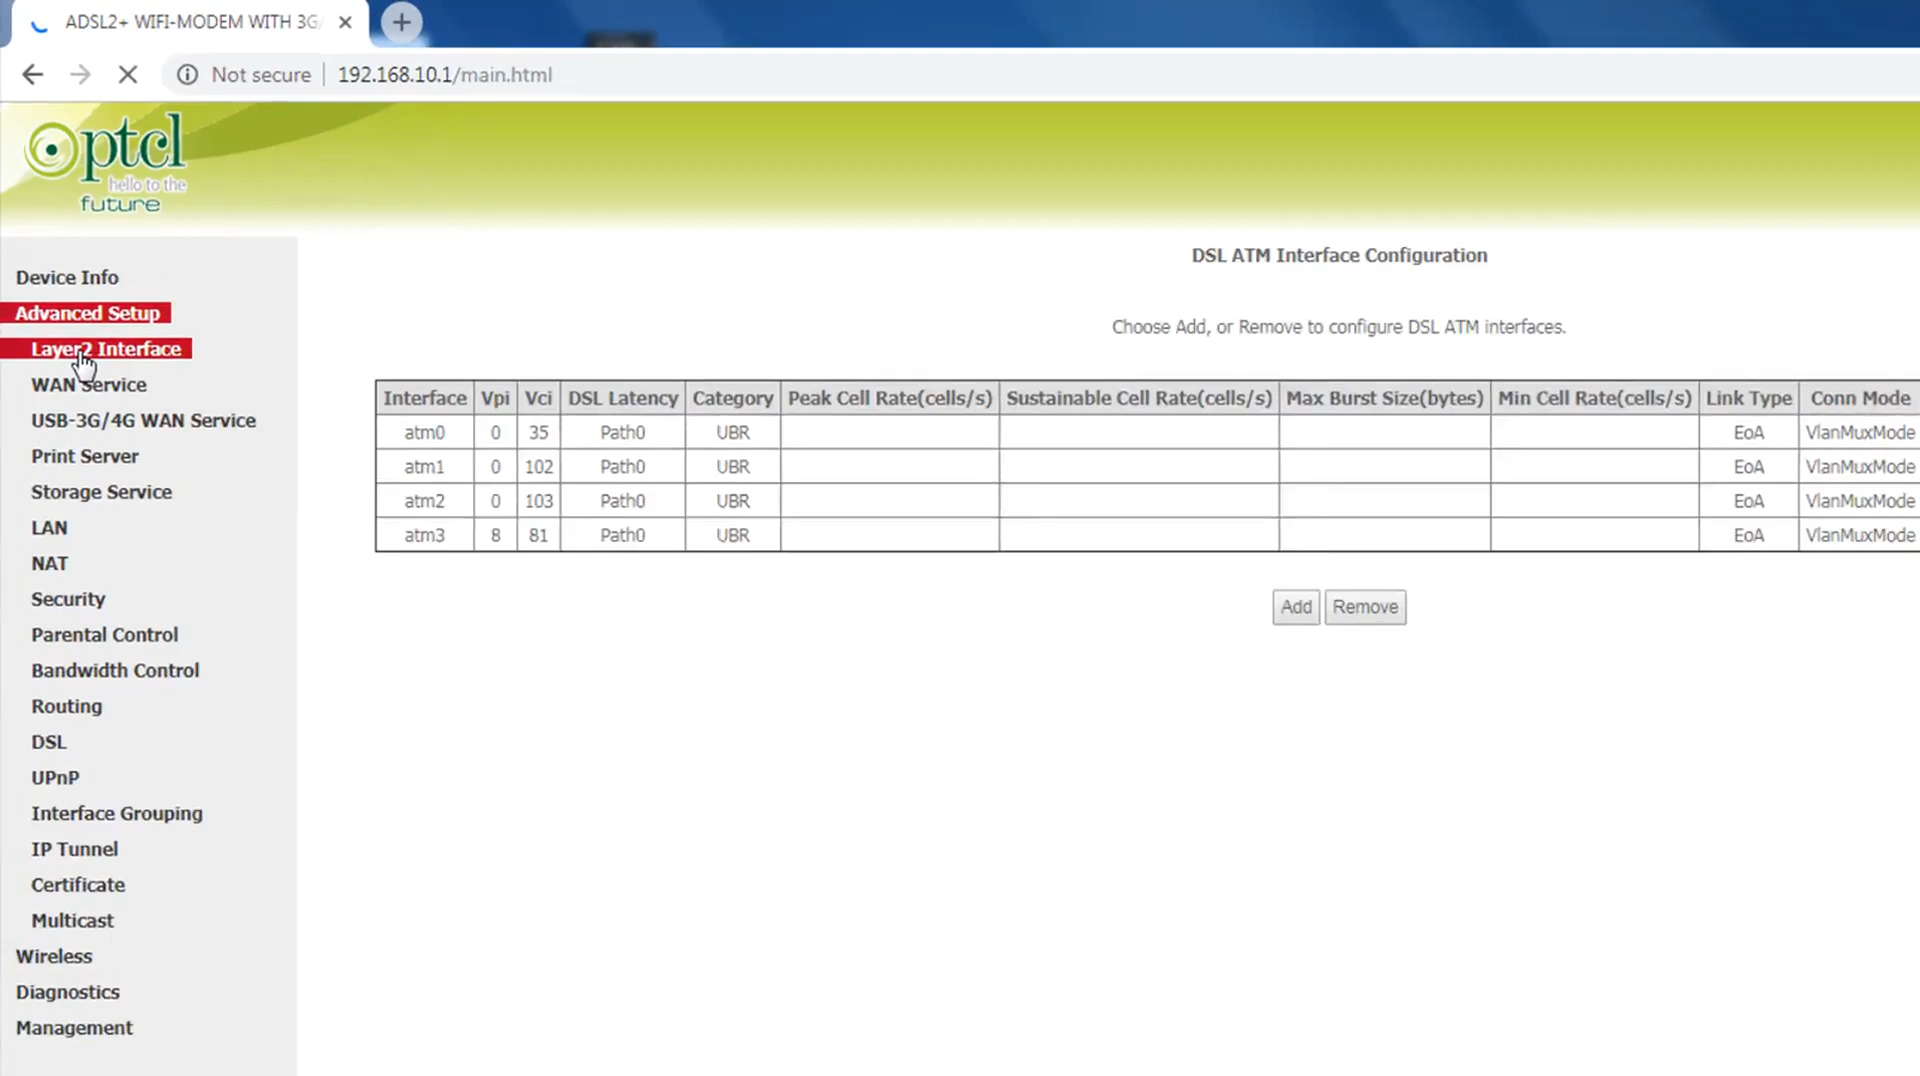 ADSL2+ WIFI-MODEM WITH 3G/
Not secure 192.168.10.1/main.html
ptcl
hello to the
future
Device Info
Advanced Setup
Layer2 Interface
WAN Service
USB-3G/4G WAN Service
Print Server
Storage Service
LAN
NAT
Security
Parental Control
Bandwidth Control
Routing
DSL
UPnP
Interface Grouping
IP Tunnel
Certificate
Multicast
Wireless
Diagnostics
Management
DSL ATM Interface Configuration
Choose Add, or Remove to configure DSL ATM interfaces.
Interface Vpi Vci DSL Latency Category Peak Cell Rate(cells/s) Sustainable Cell Rate(cells/s) Max Burst Size(bytes) Min Cell Rate(cells/s) Link Type Conn Mode
atm0 0 35 Path0 UBR EoA VlanMuxMode
atm1 0 102 Path0 UBR EoA VlanMuxMode
atm2 0 103 Path0 UBR EoA VlanMuxMode
atm3 8 81 Path0 UBR EoA VlanMuxMode
Add Remove